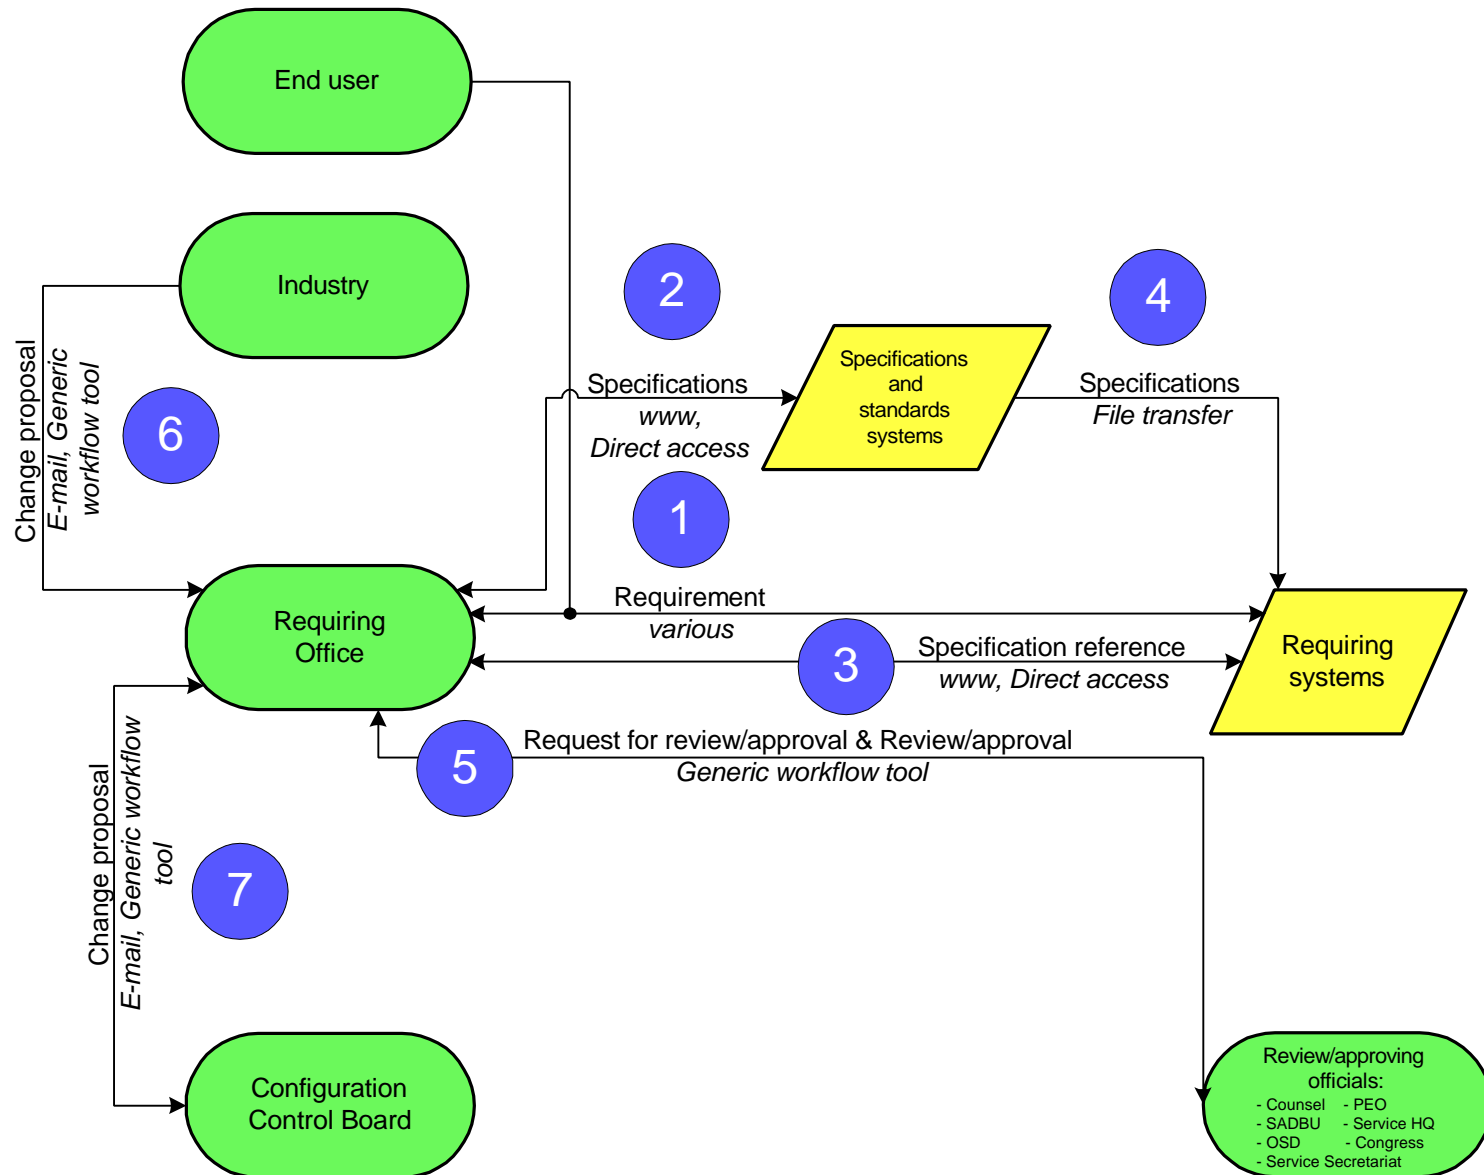 End user
Industry
2
4
Specifications
www,
Direct access
Specifications
and
standards
systems
Specifications
File transfer
Change proposal
E-mail, Generic
workflow tool
6
1
Requiring
Office
Requirement
various
3
Specification reference
www, Direct access
Requiring
systems
5
Request for review/approval & Review/approval
Generic workflow tool
Change proposal
E-mail, Generic workflow
tool
7
Configuration
Control Board
Review/approving
officials:
- Counsel - PEO
- SADBU - Service HQ
- OSD - Congress
- Service Secretariat